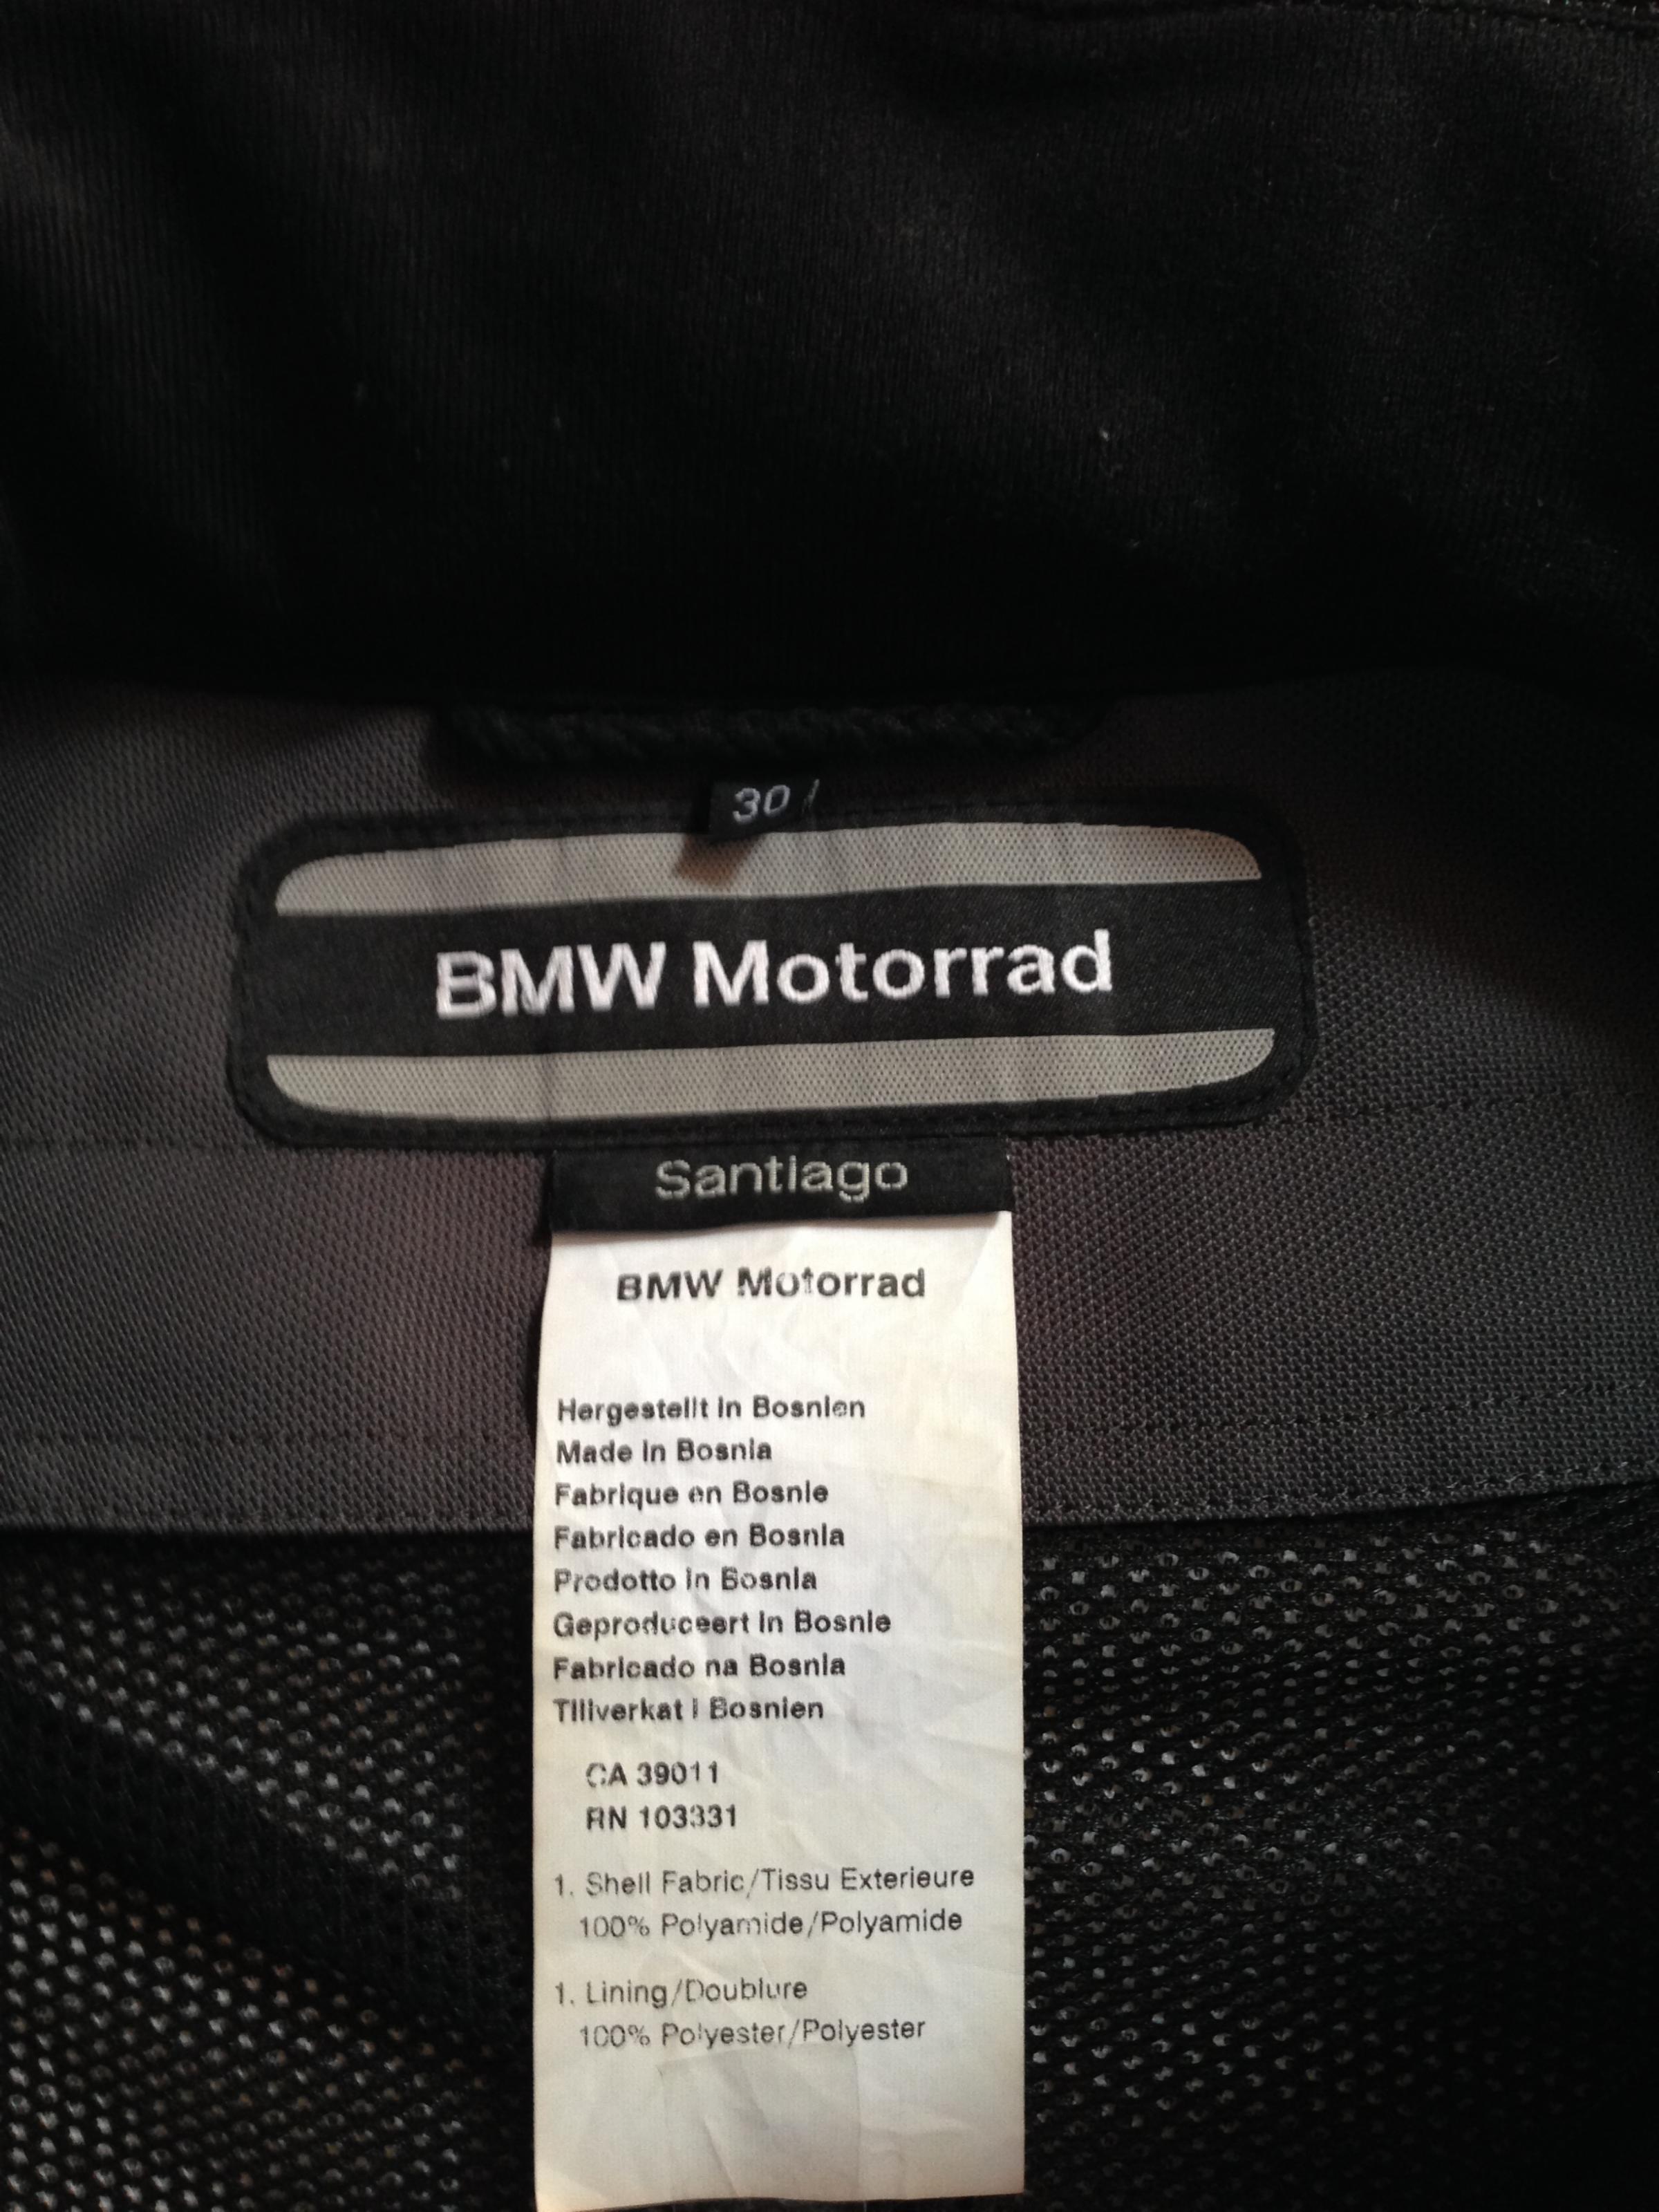 30
BMW Motorrad
Santiago
BMW Motorrad
Hergestellt in Bosnien
Made in Bosnia
Fabrique en Bosnie
Fabricado en Bosnia
Prodotto in Bosnia
Geproduceert in Bosnie
Fabricado na Bosnia
Tillverkat i Bosnien
CA 39011
RN 103331
1. Shell Fabric/Tissu Exterieure
100% Polyamide/Polyamide
1. Lining/Doublure
100% Polyester/Polyester